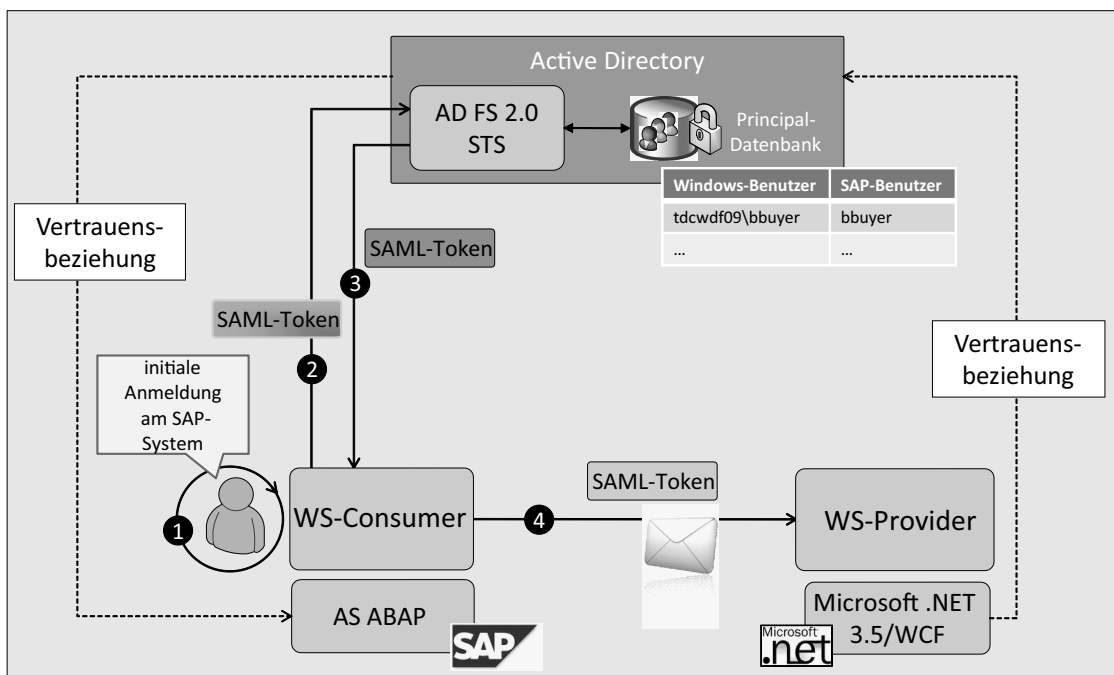 Active Directory
AD FS 2.0
STS
Principal-
Datenbank
Windows-Benutzer SAP-Benutzer
tdcwdf09\bbuyer bbuyer
... ...
Vertrauens-
beziehung
SAML-Token
3
SAML-Token
2
Vertrauens-
beziehung
initiale
Anmeldung
am SAP-
System
1
WS-Consumer
SAML-Token
4
WS-Provider
AS ABAP
SAP
Microsoft .NET
3.5/WCF
Microsoft
.net